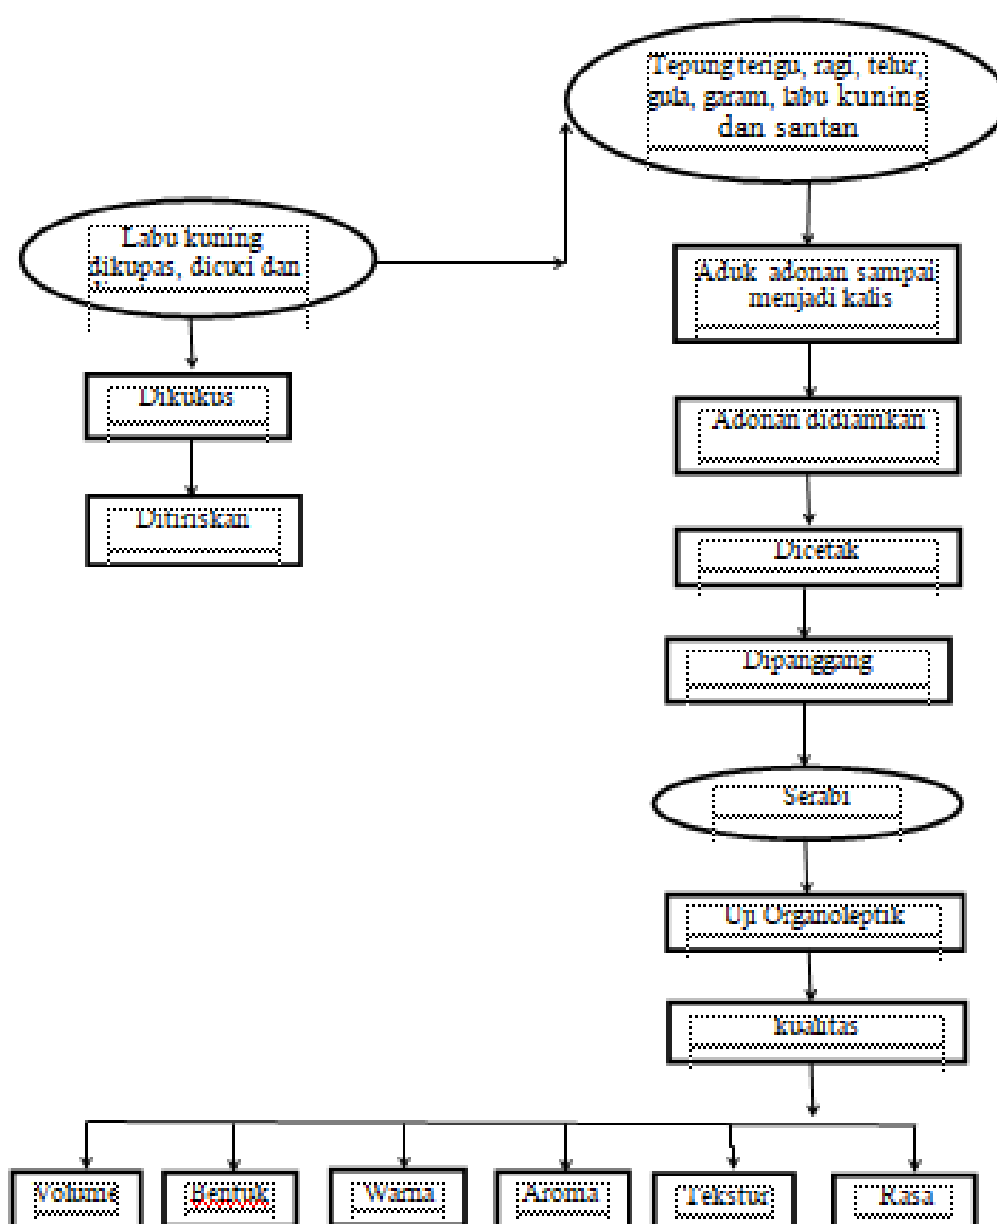 Tepung terigu, ragi, telur,
gula, garam, labu kuning
dan santan
Labu kuning
dikupas, dicuci dan
Aduk adonan sampai
menjadi kalis
Dikukus
Adonan didiamkan
Ditiriskan
Dicetak
Dipanggang
Serabi
Uji Organoleptik
kualitas
Volume
Bentuk
Warna
Aroma
Tekstur
Rasa